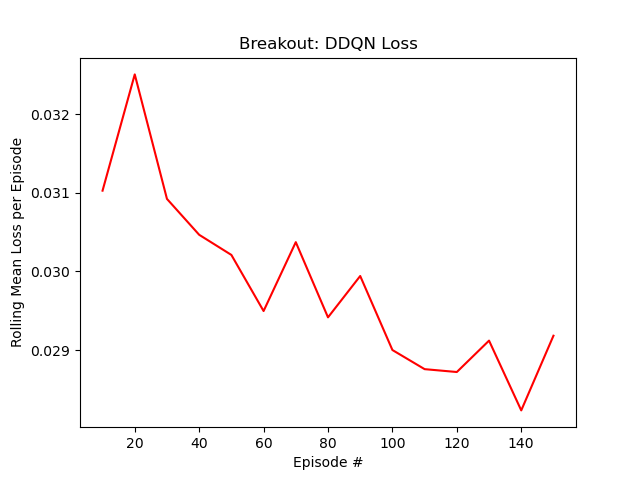 Breakout: DDQN Loss
Rolling Mean Loss per Episode
0.032
0.031
0.030
0.029
20 40 60 80 100 120 140
Episode #